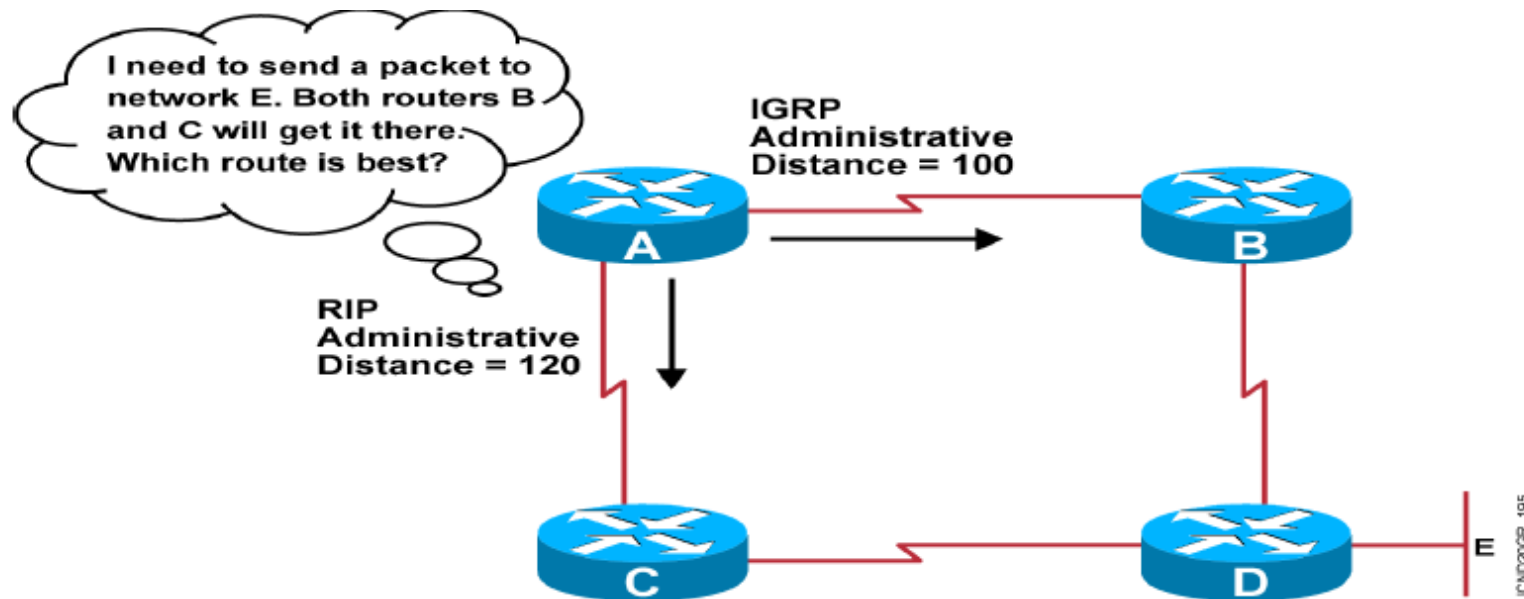 I need to send a packet to
network E. Both routers B
and C will get it there.
Which route is best?
IGRP
Administrative
Distance = 100
A
B
RIP
Administrative
Distance = 120
C
D
E
ICND20GR_195